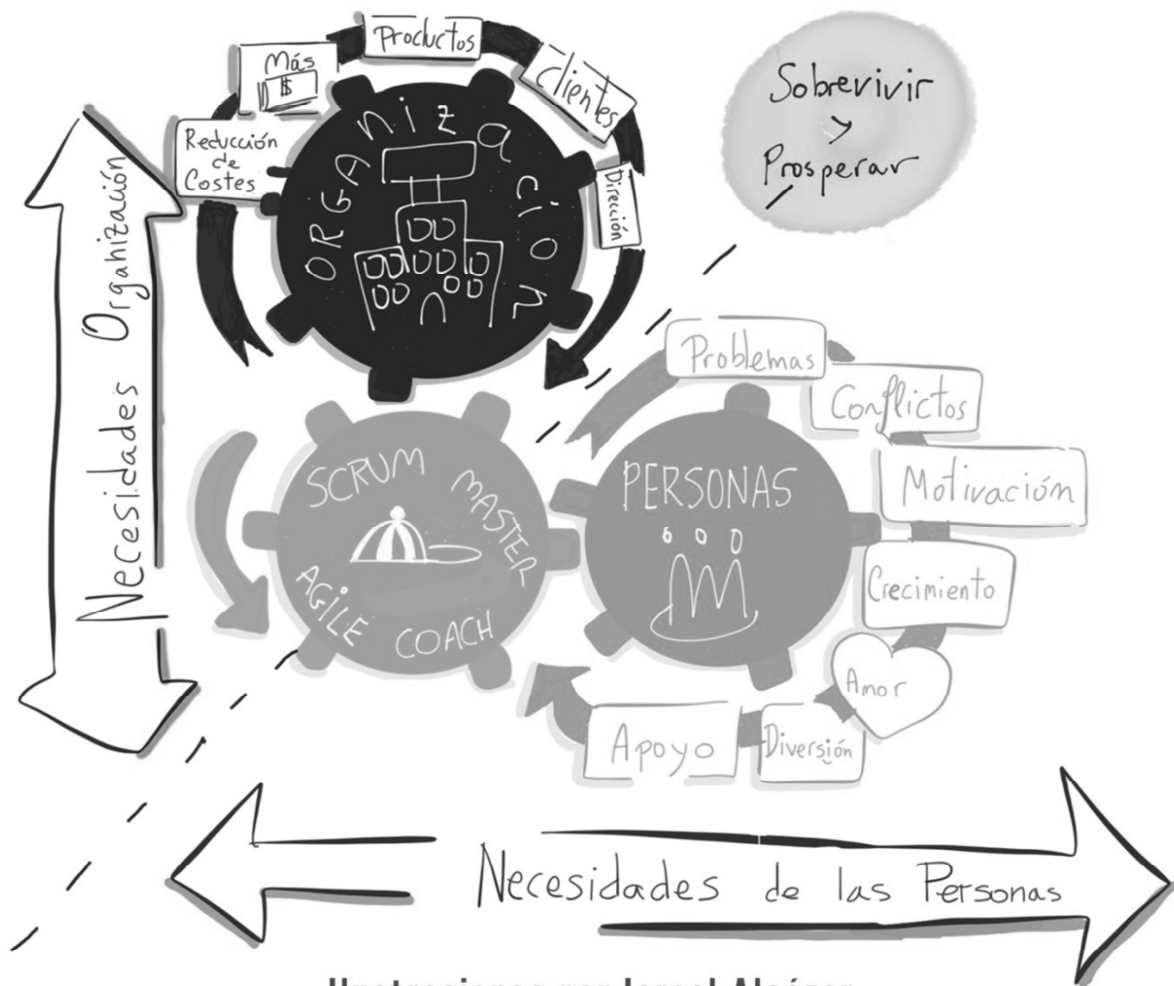 Productos
Más
$
Clientes
Reducción
de
Costes
Dirección
ORGANizacion
Sobrevivir
y
Prosperar
Necesidades Organización
Problemas
Conflictos
Motivación
Crecimiento
Amor
Diversión
Apoyo
SCRUM
MASTER
AGiLE
COACH
PERSONAS
Necesidades de las Personas